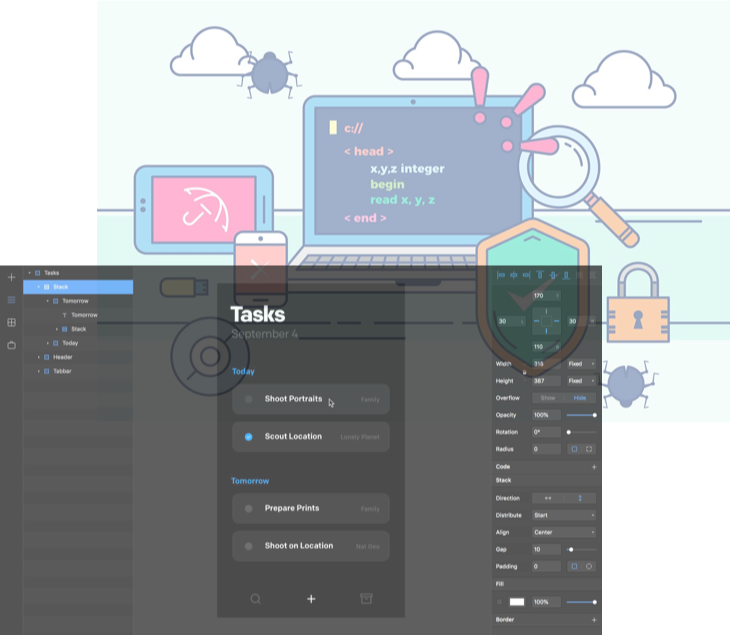 c://
< head >
x,y,z integer
begin
read x, y, z
< end >
Tasks
Stack
Tomorrow
Tomorrow
Stack
Today
Header
Tabbar
Tasks
September 4
Today
Shoot Portraits Family
Scout Location Lonely Planet
Tomorrow
Prepare Prints Family
Shoot on Location Nat Geo
170
30 30
110
Width 316 Fixed
Height 387 Fixed
Overflow Show Hide
Opacity 100%
Rotation 0°
Radius 0
Code
Stack
Direction
Distribute Start
Align Center
Gap 10
Padding 0
Fill
100%
Border